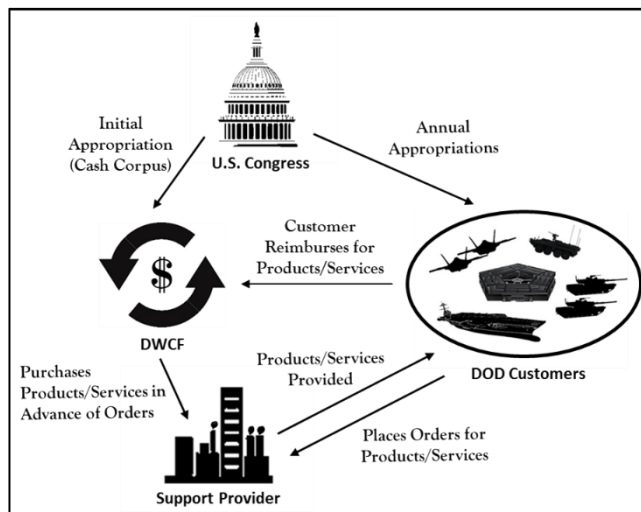 Initial
Appropriation
(Cash Corpus)
U.S. Congress
Annual
Appropriations
Customer
Reimburses for
Products/Services
$
DWCF
DOD Customers
Purchases
Products/Services in
Advance of Orders
Products/Services
Provided
Places Orders for
Products/Services
Support Provider